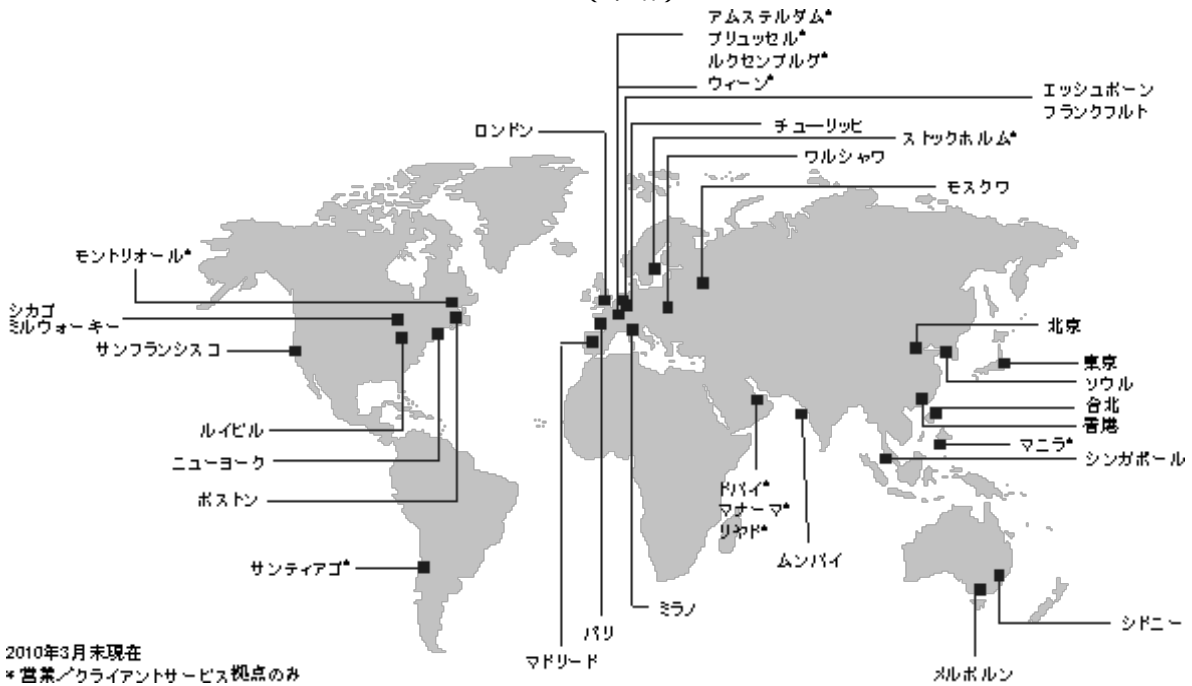 アムステルダム*
ブリュッセル*
ルクセンブルグ*
ウィーン*
エッシュボーン
フランクフルト
ロンドン
チューリッヒ
ストックホルム*
ワルシャワ
モスクワ
モントリオール*
シカゴ
ミルウォーキー
サンフランシスコ
北京
東京
ソウル
台北
香港
マニラ*
シンガポール
ルイビル
ニューヨーク
ボストン
ドバイ*
マナーマ*
リヤド*
ムンバイ
サンティアゴ*
ミラノ
パリ
マドリード
シドニー
メルボルン
2010年3月末現在
*営業/クライアントサービス拠点のみ